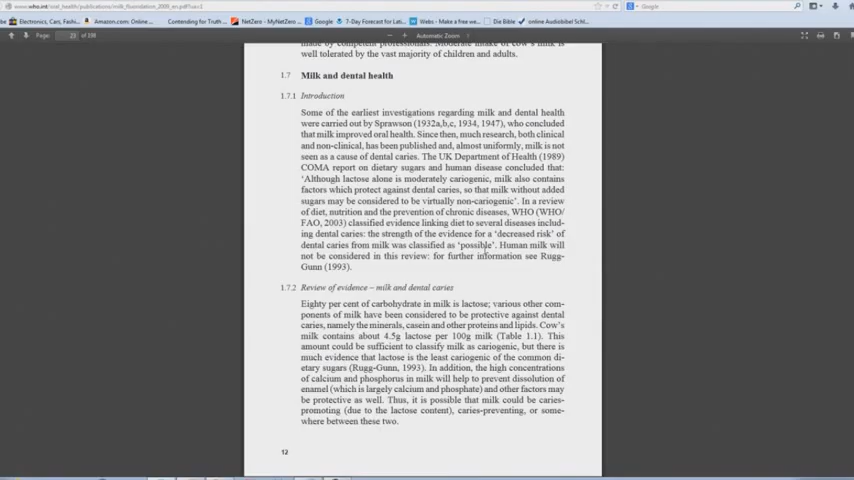 www.who.int/oral_health/publications/milk_fluoridation_2009_en.pdf?ua=1
Google
Electronics, Cars, Fashi...
Amazon.com: Online ...
Contending for Truth ...
NetZero - MyNetZero
Google
7-Day Forecast for Lati...
Webs - Make a free we...
Die Bible
online Audiobibel Schl...
Page:
23
of 198
Automatic Zoom
made by competent professionals. Moderate intake of cow's milk is
well tolerated by the vast majority of children and adults.
1.7 Milk and dental health
1.7.1 Introduction
Some of the earliest investigations regarding milk and dental health
were carried out by Sprawson (1932a,b,c, 1934, 1947), who concluded
that milk improved oral health. Since then, much research, both clinical
and non-clinical, has been published and, almost uniformly, milk is not
seen as a cause of dental caries. The UK Department of Health (1989)
COMA report on dietary sugars and human disease concluded that:
'Although lactose alone is moderately cariogenic, milk also contains
factors which protect against dental caries, so that milk without added
sugars may be considered to be virtually non-cariogenic'. In a review
of diet, nutrition and the prevention of chronic diseases, WHO (WHO/
FAO, 2003) classified evidence linking diet to several diseases includ-
ing dental caries: the strength of the evidence for a 'decreased risk' of
dental caries from milk was classified as 'possible'. Human milk will
not be considered in this review: for further information see Rugg-
Gunn (1993).
1.7.2 Review of evidence – milk and dental caries
Eighty per cent of carbohydrate in milk is lactose; various other com-
ponents of milk have been considered to be protective against dental
caries, namely the minerals, casein and other proteins and lipids. Cow's
milk contains about 4.5g lactose per 100g milk (Table 1.1). This
amount could be sufficient to classify milk as cariogenic, but there is
much evidence that lactose is the least cariogenic of the common di-
etary sugars (Rugg-Gunn, 1993). In addition, the high concentrations
of calcium and phosphorus in milk will help to prevent dissolution of
enamel (which is largely calcium and phosphate) and other factors may
be protective as well. Thus, it is possible that milk could be caries-
promoting (due to the lactose content), caries-preventing, or some-
where between these two.
12